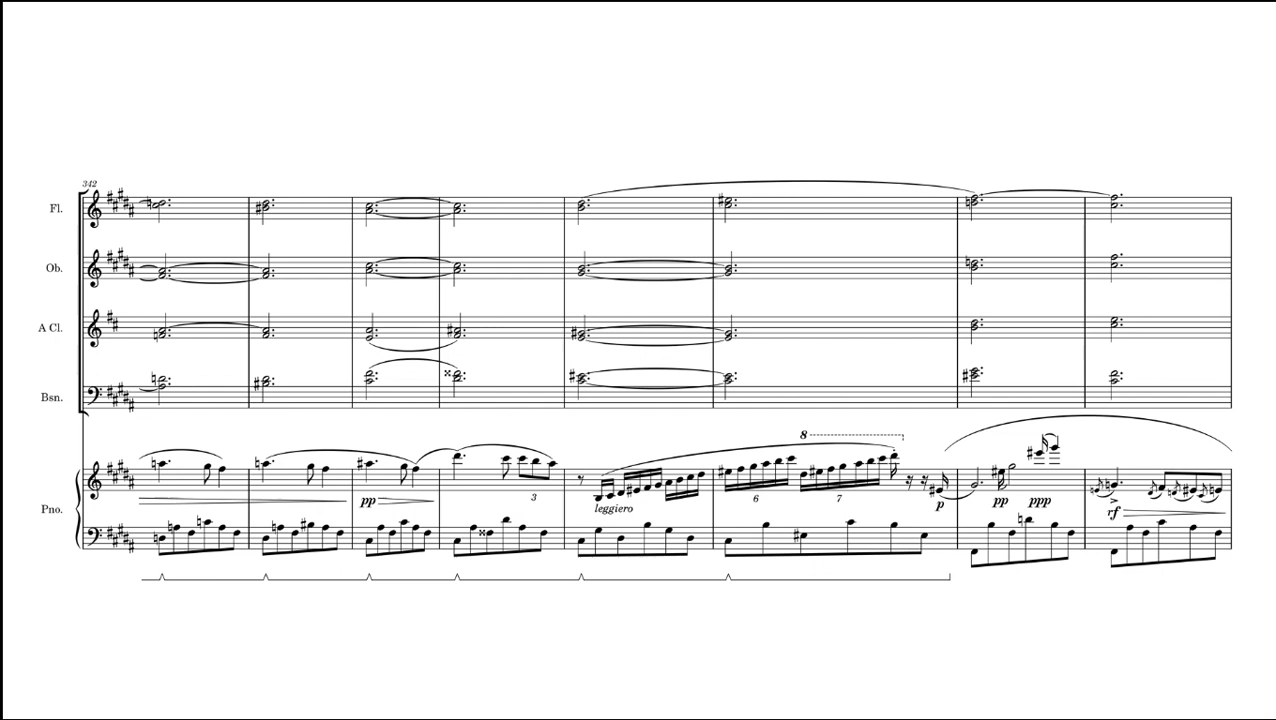 342
Fl.
Ob.
A Cl.
Bsn.
8
Pno.
pp
3
leggiero
6
7
p
pp
ppp
rf